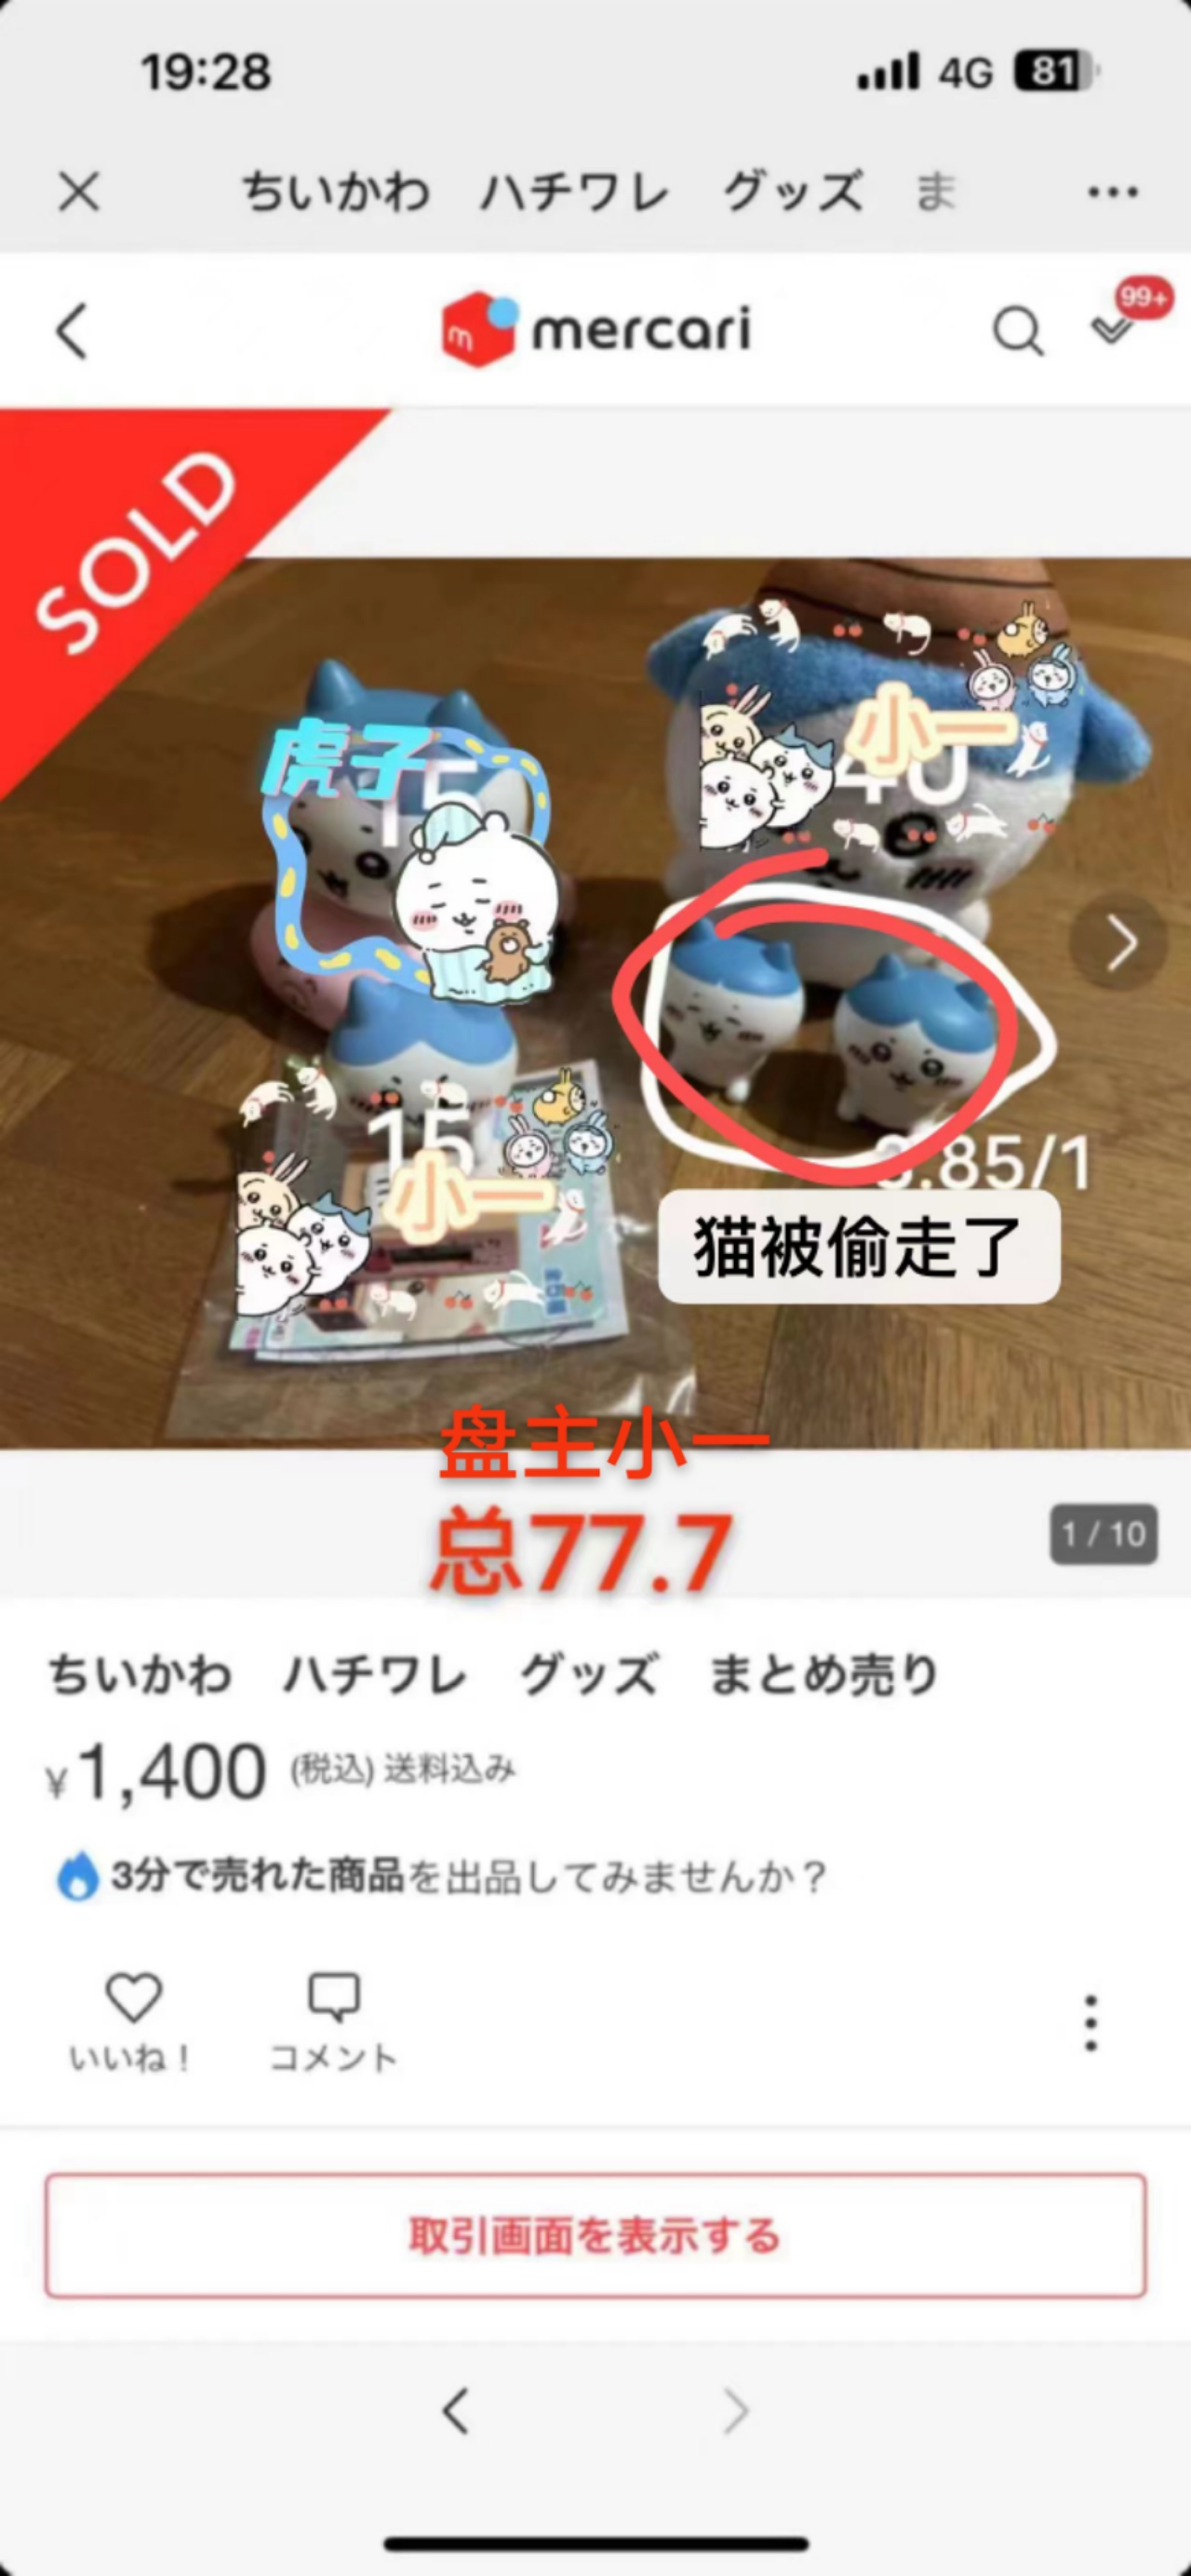 19:28
4G
81
ちいかわ ハチワレ グッズ ま
mercari
99+
SOLD
虎子
15
小一
40
15
小一
.85/1
猫被偷走了
盘主小一
总77.7
1 / 10
ちいかわ ハチワレ グッズ まとめ売り
¥1,400 (税込) 送料込み
3分で売れた商品を出品してみませんか？
いいね！
コメント
取引画面を表示する